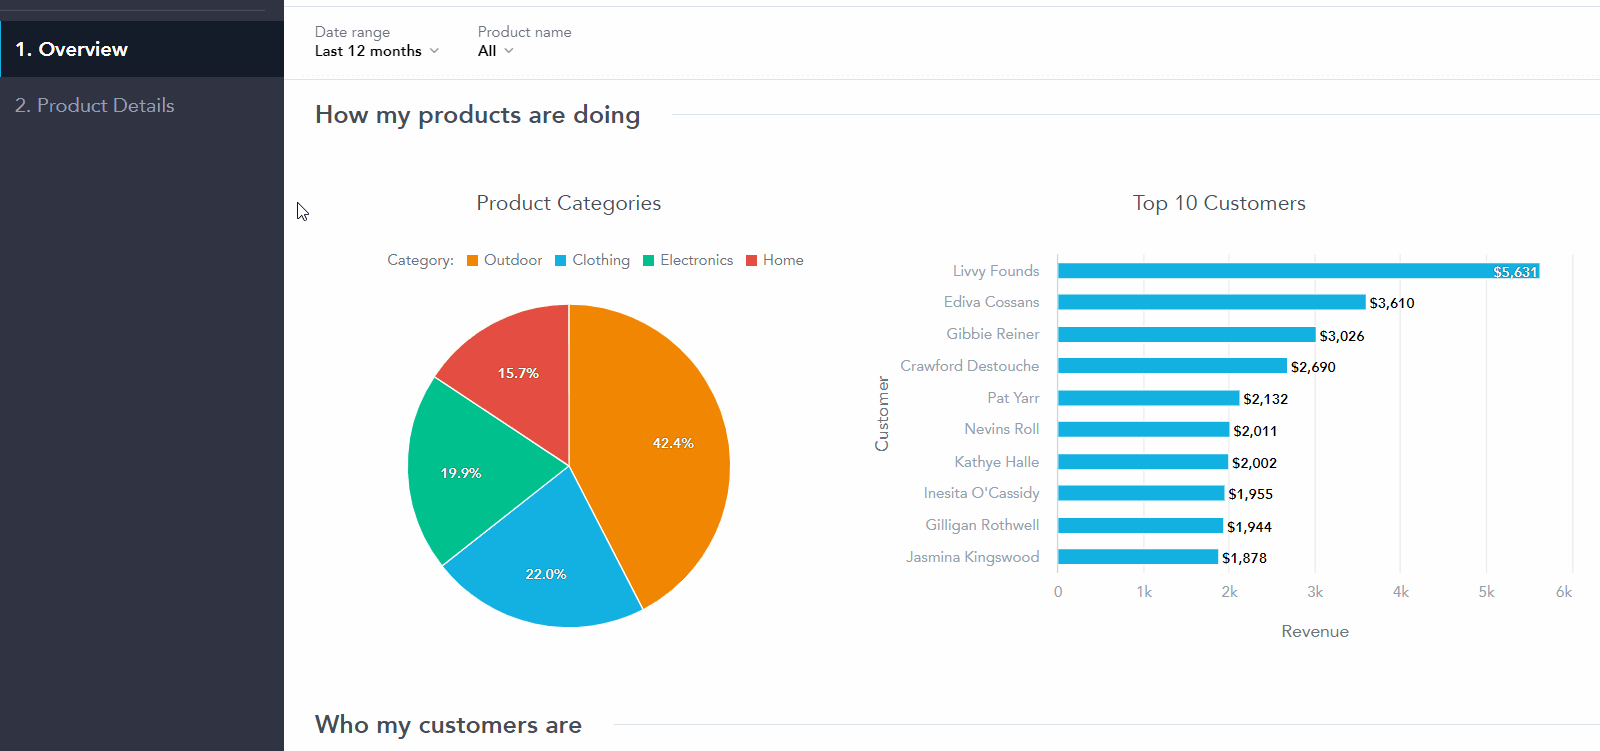 1. Overview
2. Product Details
Date range
Last 12 months
Product name
All
How my products are doing
Product Categories
Category: Outdoor Clothing Electronics Home
15.7%
42.4%
19.9%
22.0%
Top 10 Customers
Customer
Livvy Founds $5,631
Ediva Cossans $3,610
Gibbie Reiner $3,026
Crawford Destouche $2,690
Pat Yarr $2,132
Nevins Roll $2,011
Kathye Halle $2,002
Inesita O'Cassidy $1,955
Gilligan Rothwell $1,944
Jasmina Kingswood $1,878
0 1k 2k 3k 4k 5k 6k
Revenue
Who my customers are